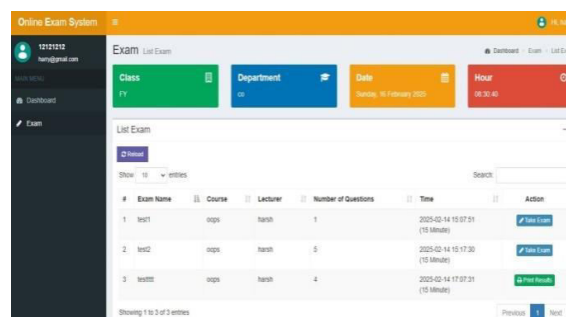 Online Exam System
Hi,
12121212
harry@gmail.com
MAIN MENU
Dashboard
Exam
Exam List Exam
Dashboard Exam List
Class
FY
Department
co
Date
Sunday, 16 February 2025
Hour
08:30:40
List Exam
Reload
Show 10 entries
Search:
# Exam Name Course Lecturer Number of Questions Time Action
1 test1 oops harsh 1 2025-02-14 15:07:51 (15 Minute) Take Exam
2 test2 oops harsh 5 2025-02-14 15:17:30 (15 Minute) Take Exam
3 oops harsh 4 2025-02-14 17:07:31 (15 Minute) Print Results
Showing 1 to 3 of 3 entries
Previous 1 Next